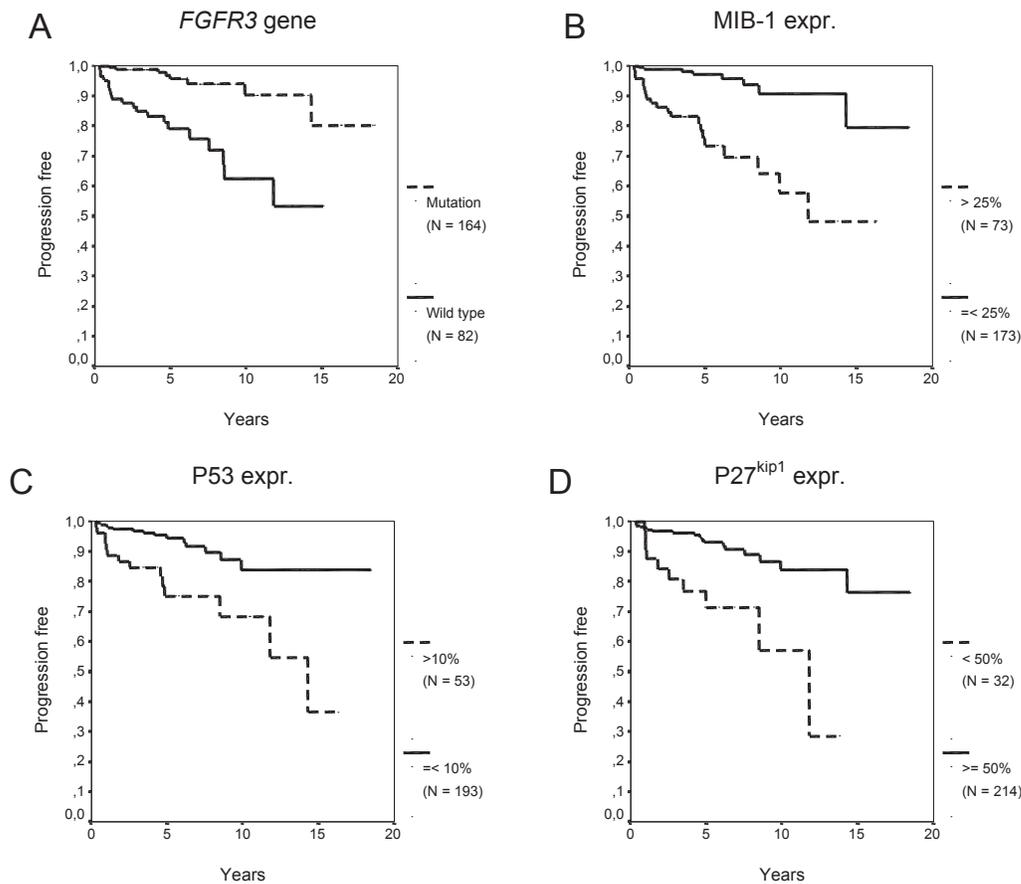 A
FGFR3 gene
1,0
,9
,8
,7
,6
,5
,4
,3
,2
,1
0,0
Progression free
0
5
10
15
20
Years
Mutation
(N = 164)
Wild type
(N = 82)
B
MIB-1 expr.
1,0
,9
,8
,7
,6
,5
,4
,3
,2
,1
0,0
Progression free
0
5
10
15
20
Years
> 25%
(N = 73)
=< 25%
(N = 173)
C
P53 expr.
1,0
,9
,8
,7
,6
,5
,4
,3
,2
,1
0,0
Progression free
0
5
10
15
20
Years
>10%
(N = 53)
=< 10%
(N = 193)
D
P27kip1 expr.
1,0
,9
,8
,7
,6
,5
,4
,3
,2
,1
0,0
Progression free
0
5
10
15
20
Years
< 50%
(N = 32)
>= 50%
(N = 214)